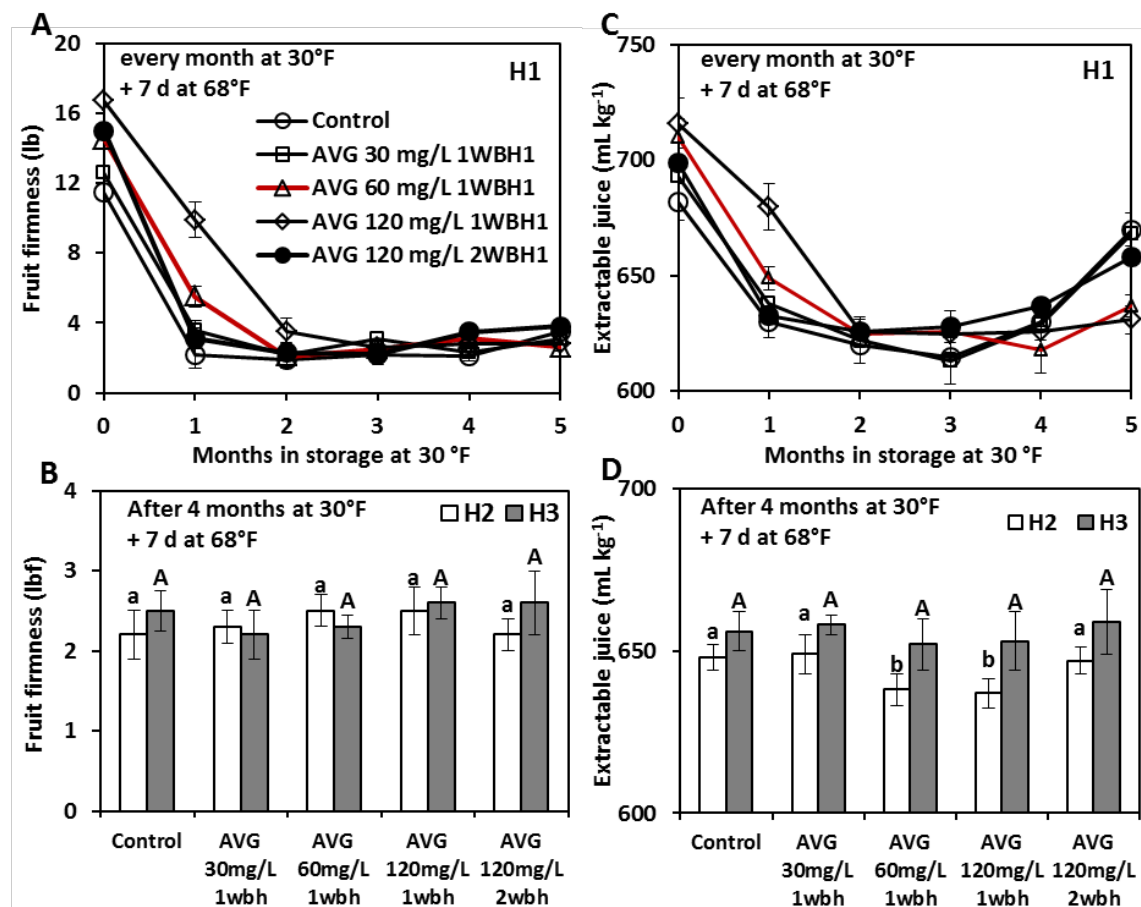 A
20
16
12
8
4
0
Fruit firmness (lb)
every month at 30°F
+ 7 d at 68°F
H1
Control
AVG 30 mg/L 1WBH1
AVG 60 mg/L 1WBH1
AVG 120 mg/L 1WBH1
AVG 120 mg/L 2WBH1
0 1 2 3 4 5
Months in storage at 30 °F
C
750
700
650
600
Extractable juice (mL kg⁻¹)
every month at 30°F
+ 7 d at 68°F
H1
0 1 2 3 4 5
Months in storage at 30 °F
B
4
3
2
1
0
Fruit firmness (lbf)
After 4 months at 30°F
+ 7 d at 68°F
H2 H3
a A a A a A a A a A
Control AVG AVG AVG AVG
30mg/L 60mg/L 120mg/L 120mg/L
1wbh 1wbh 1wbh 2wbh
D
700
650
600
Extractable juice (mL kg⁻¹)
After 4 months at 30°F
+ 7 d at 68°F
H2 H3
a A a A b A b A a A
Control AVG AVG AVG AVG
30mg/L 60mg/L 120mg/L 120mg/L
1wbh 1wbh 1wbh 2wbh